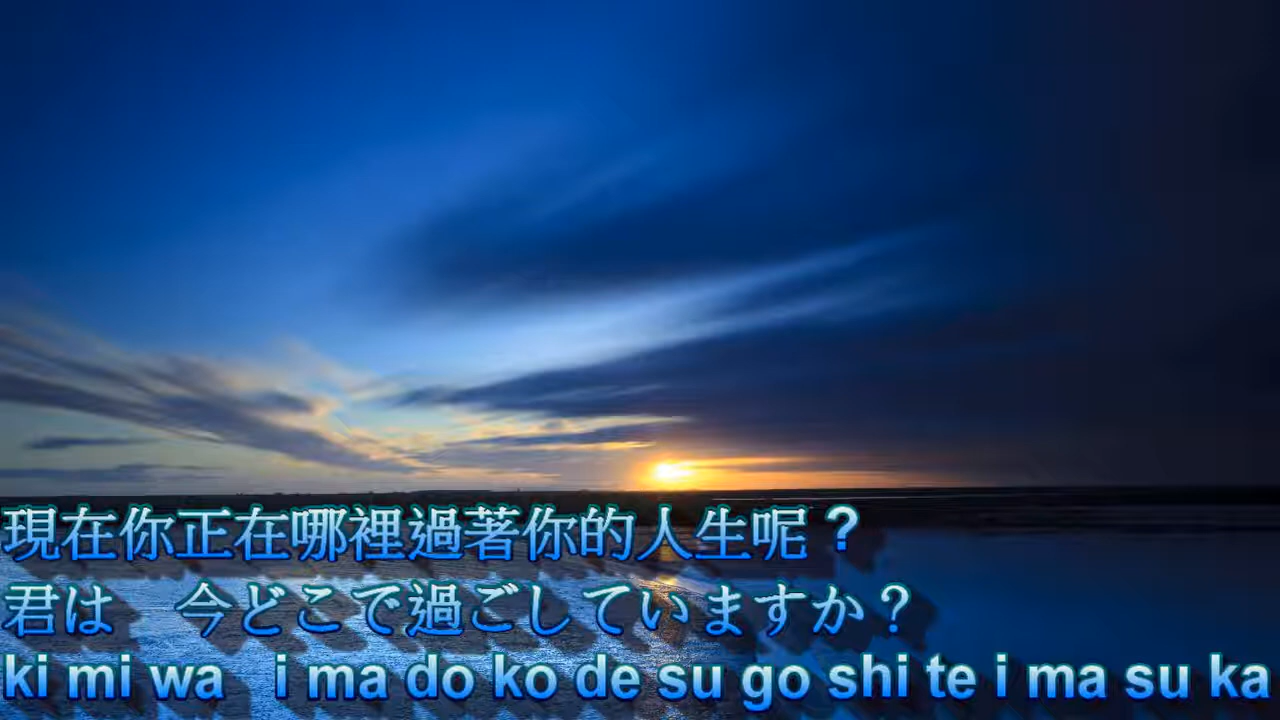 現在你正在哪裡過著你的人生呢？
君は　今どこで過ごしていますか？
ki mi wa　i ma do ko de su go shi te i ma su ka